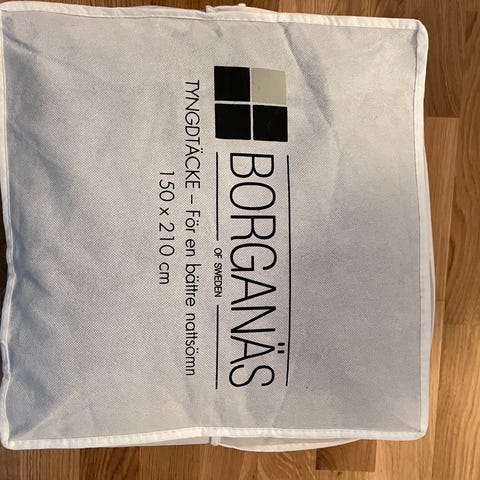 BORGANÄS
OF SWEDEN
TYNGDTÄCKE – För en bättre nattsömn
150 x 210 cm